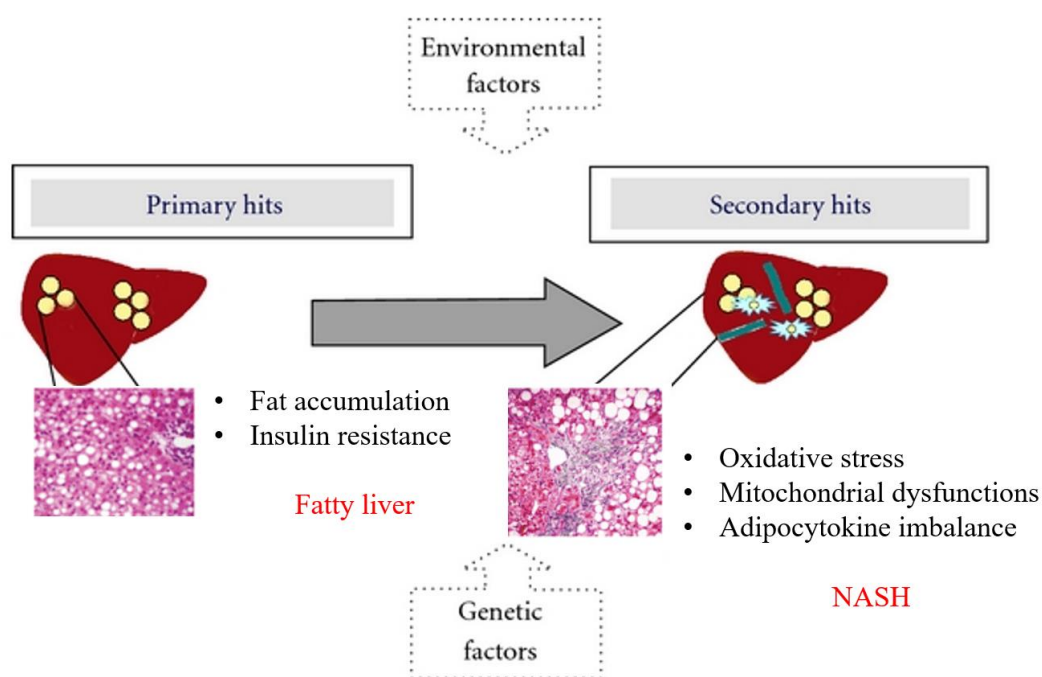 Environmental
factors
Primary hits
Secondary hits
• Fat accumulation
• Insulin resistance
Fatty liver
• Oxidative stress
• Mitochondrial dysfunctions
• Adipocytokine imbalance
NASH
Genetic
factors